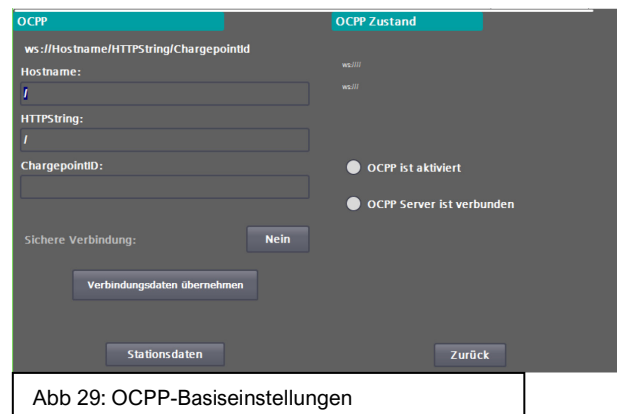 OCPP
ws://Hostname/HTTPString/ChargepointId
Hostname:
/
HTTPString:
/
ChargepointID:
Sichere Verbindung:
Nein
Verbindungsdaten übernehmen
Stationsdaten
OCPP Zustand
ws:////
ws:///
OCPP ist aktiviert
OCPP Server ist verbunden
Zurück
Abb 29: OCPP-Basiseinstellungen